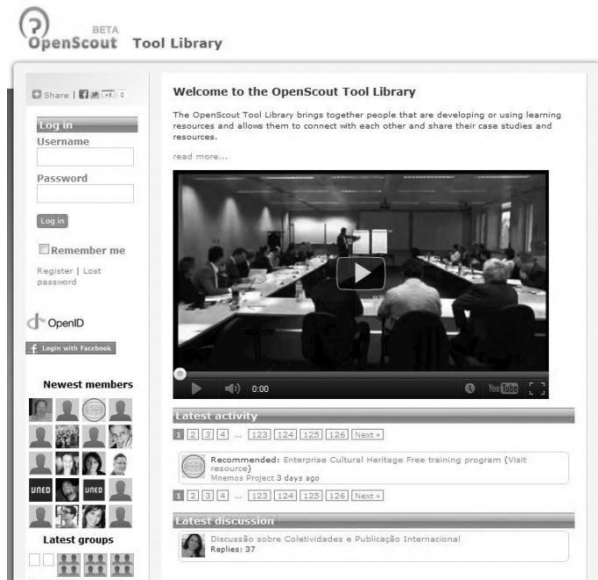 BETA
OpenScout Tool Library
Share |
Log in
Username
Password
Log in
Remember me
Register | Lost
password
OpenID
Login with Facebook
Newest members
UNED UNED
Latest groups
Welcome to the OpenScout Tool Library
The OpenScout Tool Library brings together people that are developing or using learning
resources and allows them to connect with each other and share their case studies and
resources.
read more...
0:00 YouTube
Latest activity
1 2 3 4 ... 123 124 125 126 Next »
Recommended: Enterprise Cultural Heritage Free training program (Visit
resource)
Mnemos Project 3 days ago
1 2 3 4 ... 123 124 125 126 Next »
Latest discussion
Discussão sobre Coletividades e Publicação Internacional
Replies: 37